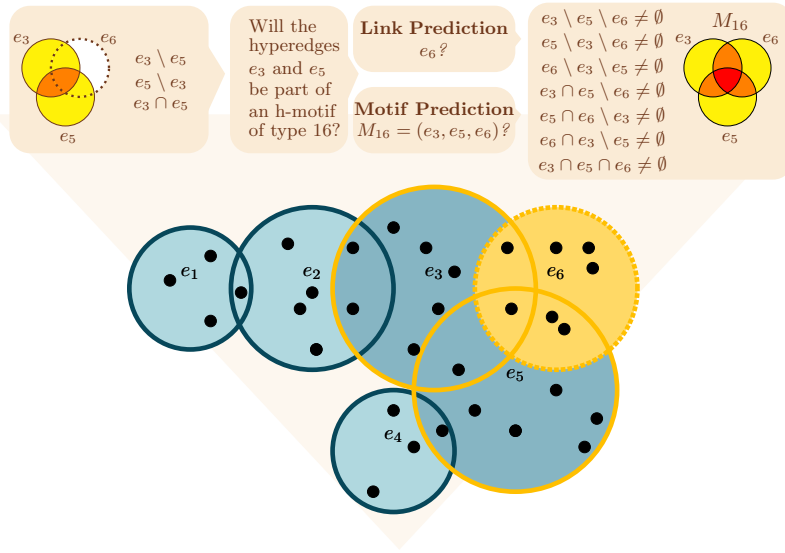 e₃ e₆
e₅
e₃ \ e₅
e₅ \ e₃
e₃ ∩ e₅
Will the
hyperedges
e₃ and e₅
be part of
an h-motif
of type 16?
Link Prediction
e₆?
Motif Prediction
M₁₆ = (e₃, e₅, e₆)?
e₃ \ e₅ \ e₆ ≠ ∅
e₅ \ e₃ \ e₆ ≠ ∅
e₆ \ e₃ \ e₅ ≠ ∅
e₃ ∩ e₅ \ e₆ ≠ ∅
e₅ ∩ e₆ \ e₃ ≠ ∅
e₆ ∩ e₃ \ e₅ ≠ ∅
e₃ ∩ e₅ ∩ e₆ ≠ ∅
M₁₆
e₃ e₆
e₅
e₁ e₂ e₃ e₆
e₅
e₄